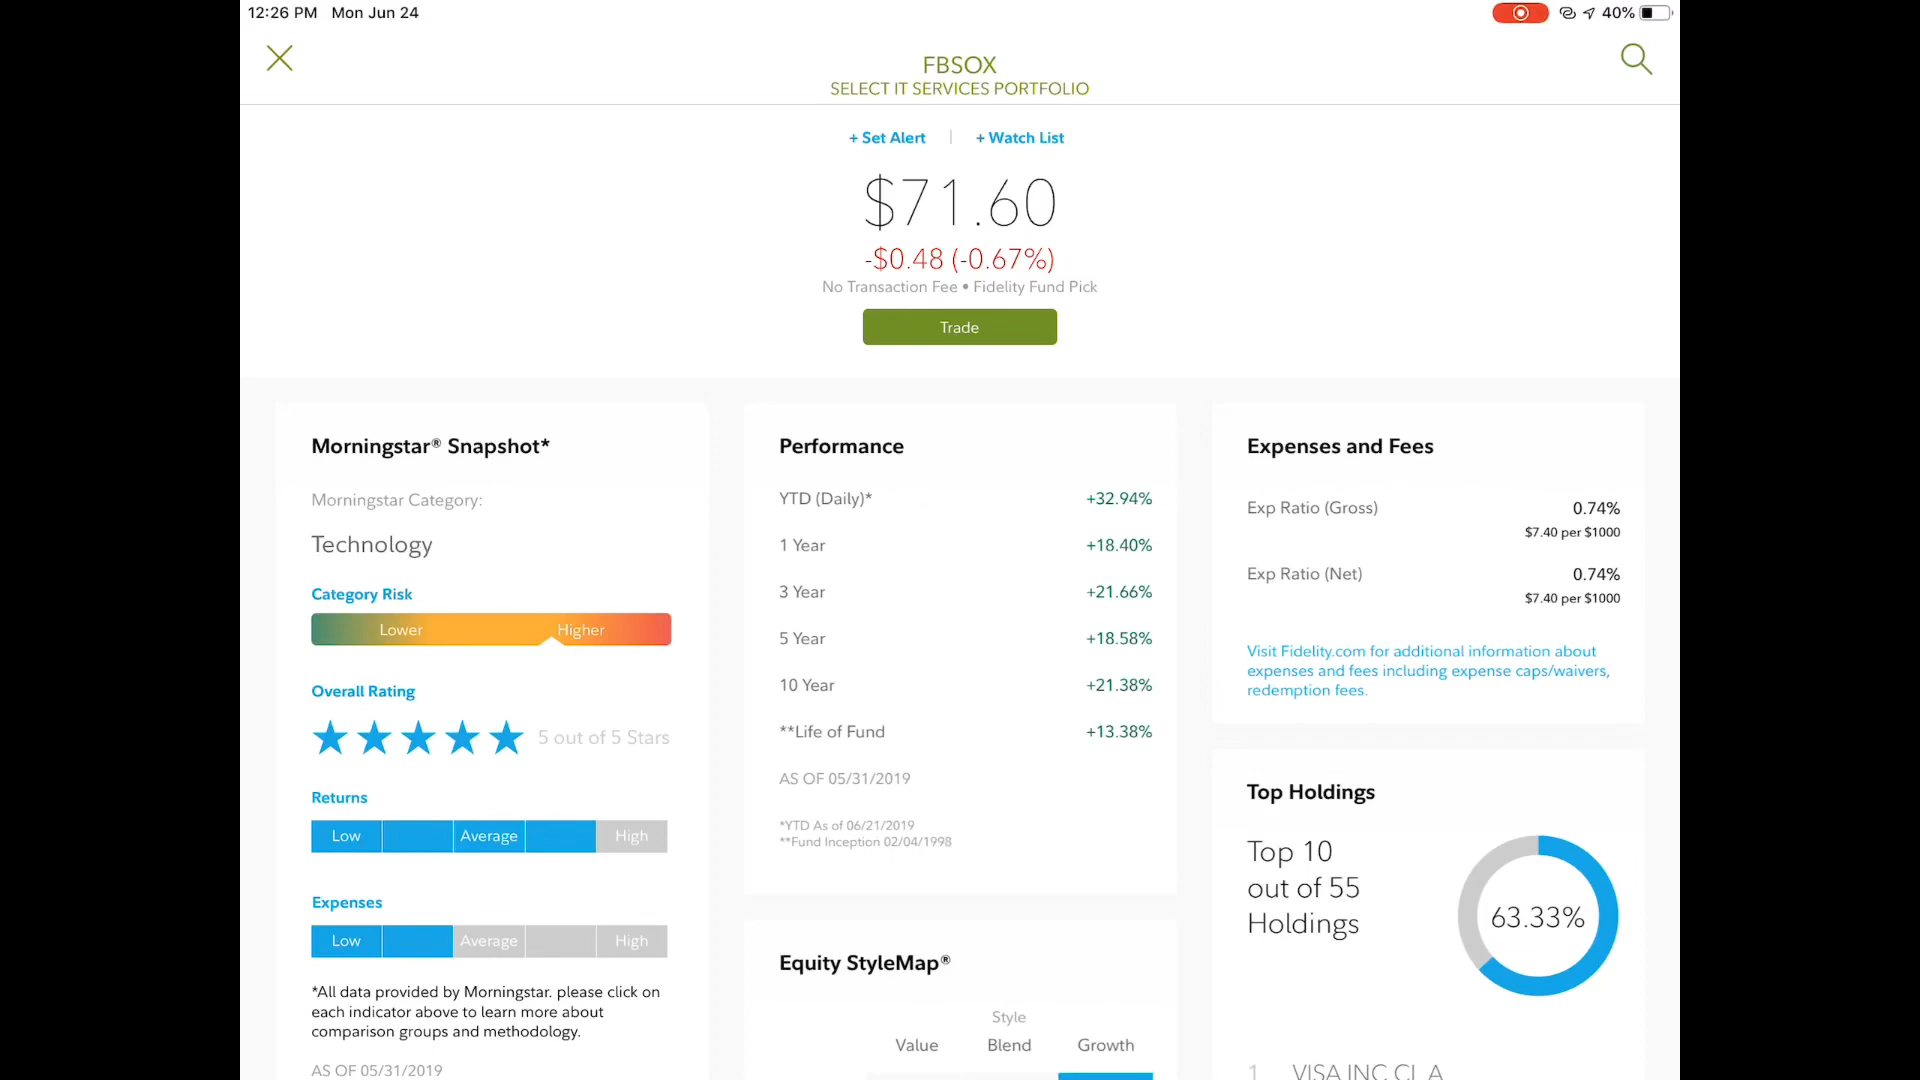 12:26 PM Mon Jun 24
40%
FBSOX
SELECT IT SERVICES PORTFOLIO
+ Set Alert | + Watch List
$71.60
-$0.48 (-0.67%)
No Transaction Fee • Fidelity Fund Pick
Trade
Morningstar® Snapshot*
Morningstar Category:
Technology
Category Risk
Lower Higher
Overall Rating
5 out of 5 Stars
Returns
Low Average High
Expenses
Low Average High
*All data provided by Morningstar. please click on
each indicator above to learn more about
comparison groups and methodology.
AS OF 05/31/2019
Performance
YTD (Daily)* +32.94%
1 Year +18.40%
3 Year +21.66%
5 Year +18.58%
10 Year +21.38%
**Life of Fund +13.38%
AS OF 05/31/2019
*YTD As of 06/21/2019
**Fund Inception 02/04/1998
Equity StyleMap®
Style
Value Blend Growth
Expenses and Fees
Exp Ratio (Gross) 0.74%
$7.40 per $1000
Exp Ratio (Net) 0.74%
$7.40 per $1000
Visit Fidelity.com for additional information about
expenses and fees including expense caps/waivers,
redemption fees.
Top Holdings
Top 10
out of 55
Holdings
63.33%
1 VISA INC CL A